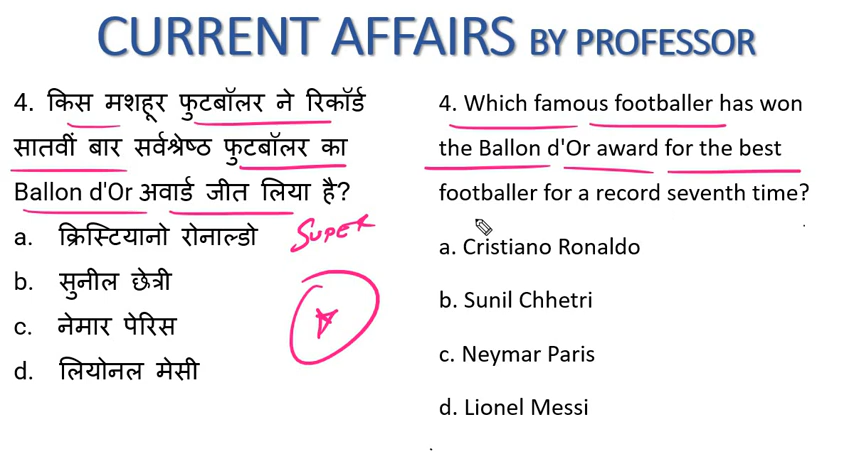 CURRENT AFFAIRS BY PROFESSOR
4. किस मशहूर फुटबॉलर ने रिकॉर्ड
सातवीं बार सर्वश्रेष्ठ फुटबॉलर का
Ballon d'Or अवार्ड जीत लिया है?
a. क्रिस्टियानो रोनाल्डो
SUPER
b. सुनील छेत्री
c. नेमार पेरिस
d. लियोनल मेसी
4. Which famous footballer has won
the Ballon d'Or award for the best
footballer for a record seventh time?
a. Cristiano Ronaldo
b. Sunil Chhetri
c. Neymar Paris
d. Lionel Messi